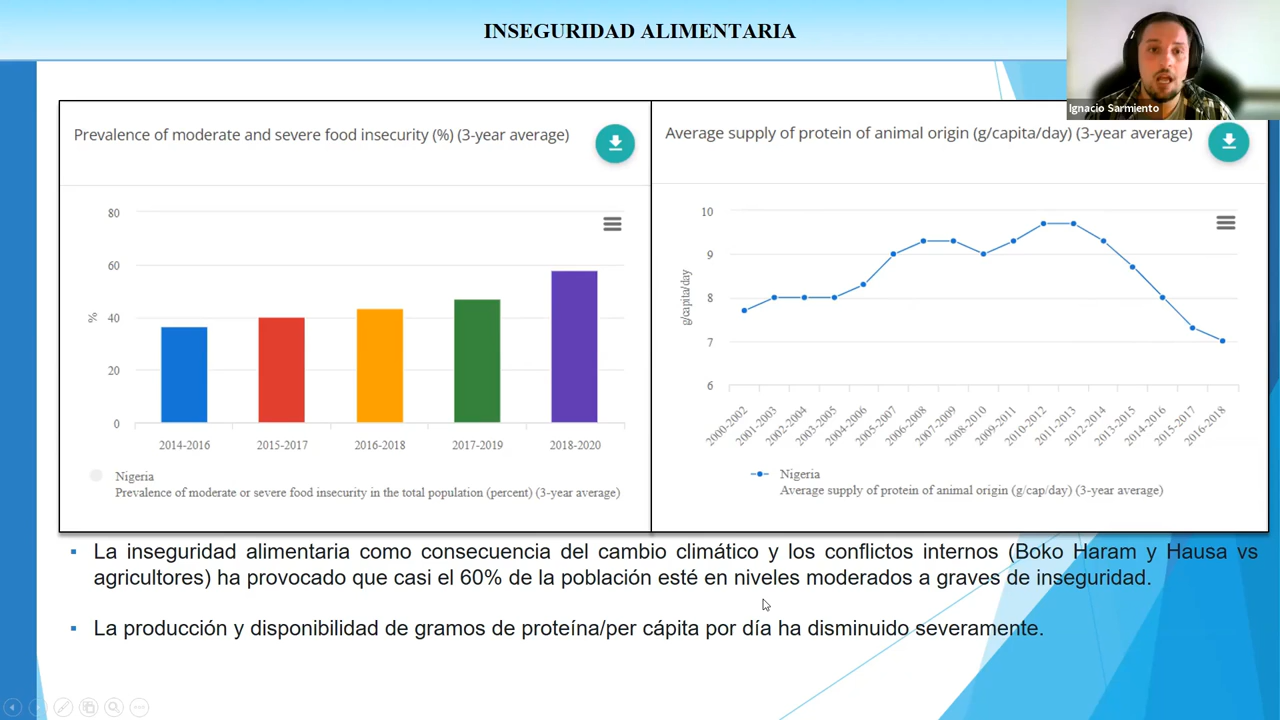 INSEGURIDAD ALIMENTARIA
Ignacio Sarmiento
Prevalence of moderate and severe food insecurity (%) (3-year average)
80
60
40
20
0
%
2014-2016
2015-2017
2016-2018
2017-2019
2018-2020
Nigeria
Prevalence of moderate or severe food insecurity in the total population (percent) (3-year average)
Average supply of protein of animal origin (g/capita/day) (3-year average)
10
9
8
7
6
g/capita/day
2000-2002
2001-2003
2002-2004
2003-2005
2004-2006
2005-2007
2006-2008
2007-2009
2008-2010
2009-2011
2010-2012
2011-2013
2012-2014
2013-2015
2014-2016
2015-2017
2016-2018
Nigeria
Average supply of protein of animal origin (g/cap/day) (3-year average)
▪ La inseguridad alimentaria como consecuencia del cambio climático y los conflictos internos (Boko Haram y Hausa vs
agricultores) ha provocado que casi el 60% de la población esté en niveles moderados a graves de inseguridad.
▪ La producción y disponibilidad de gramos de proteína/per cápita por día ha disminuido severamente.